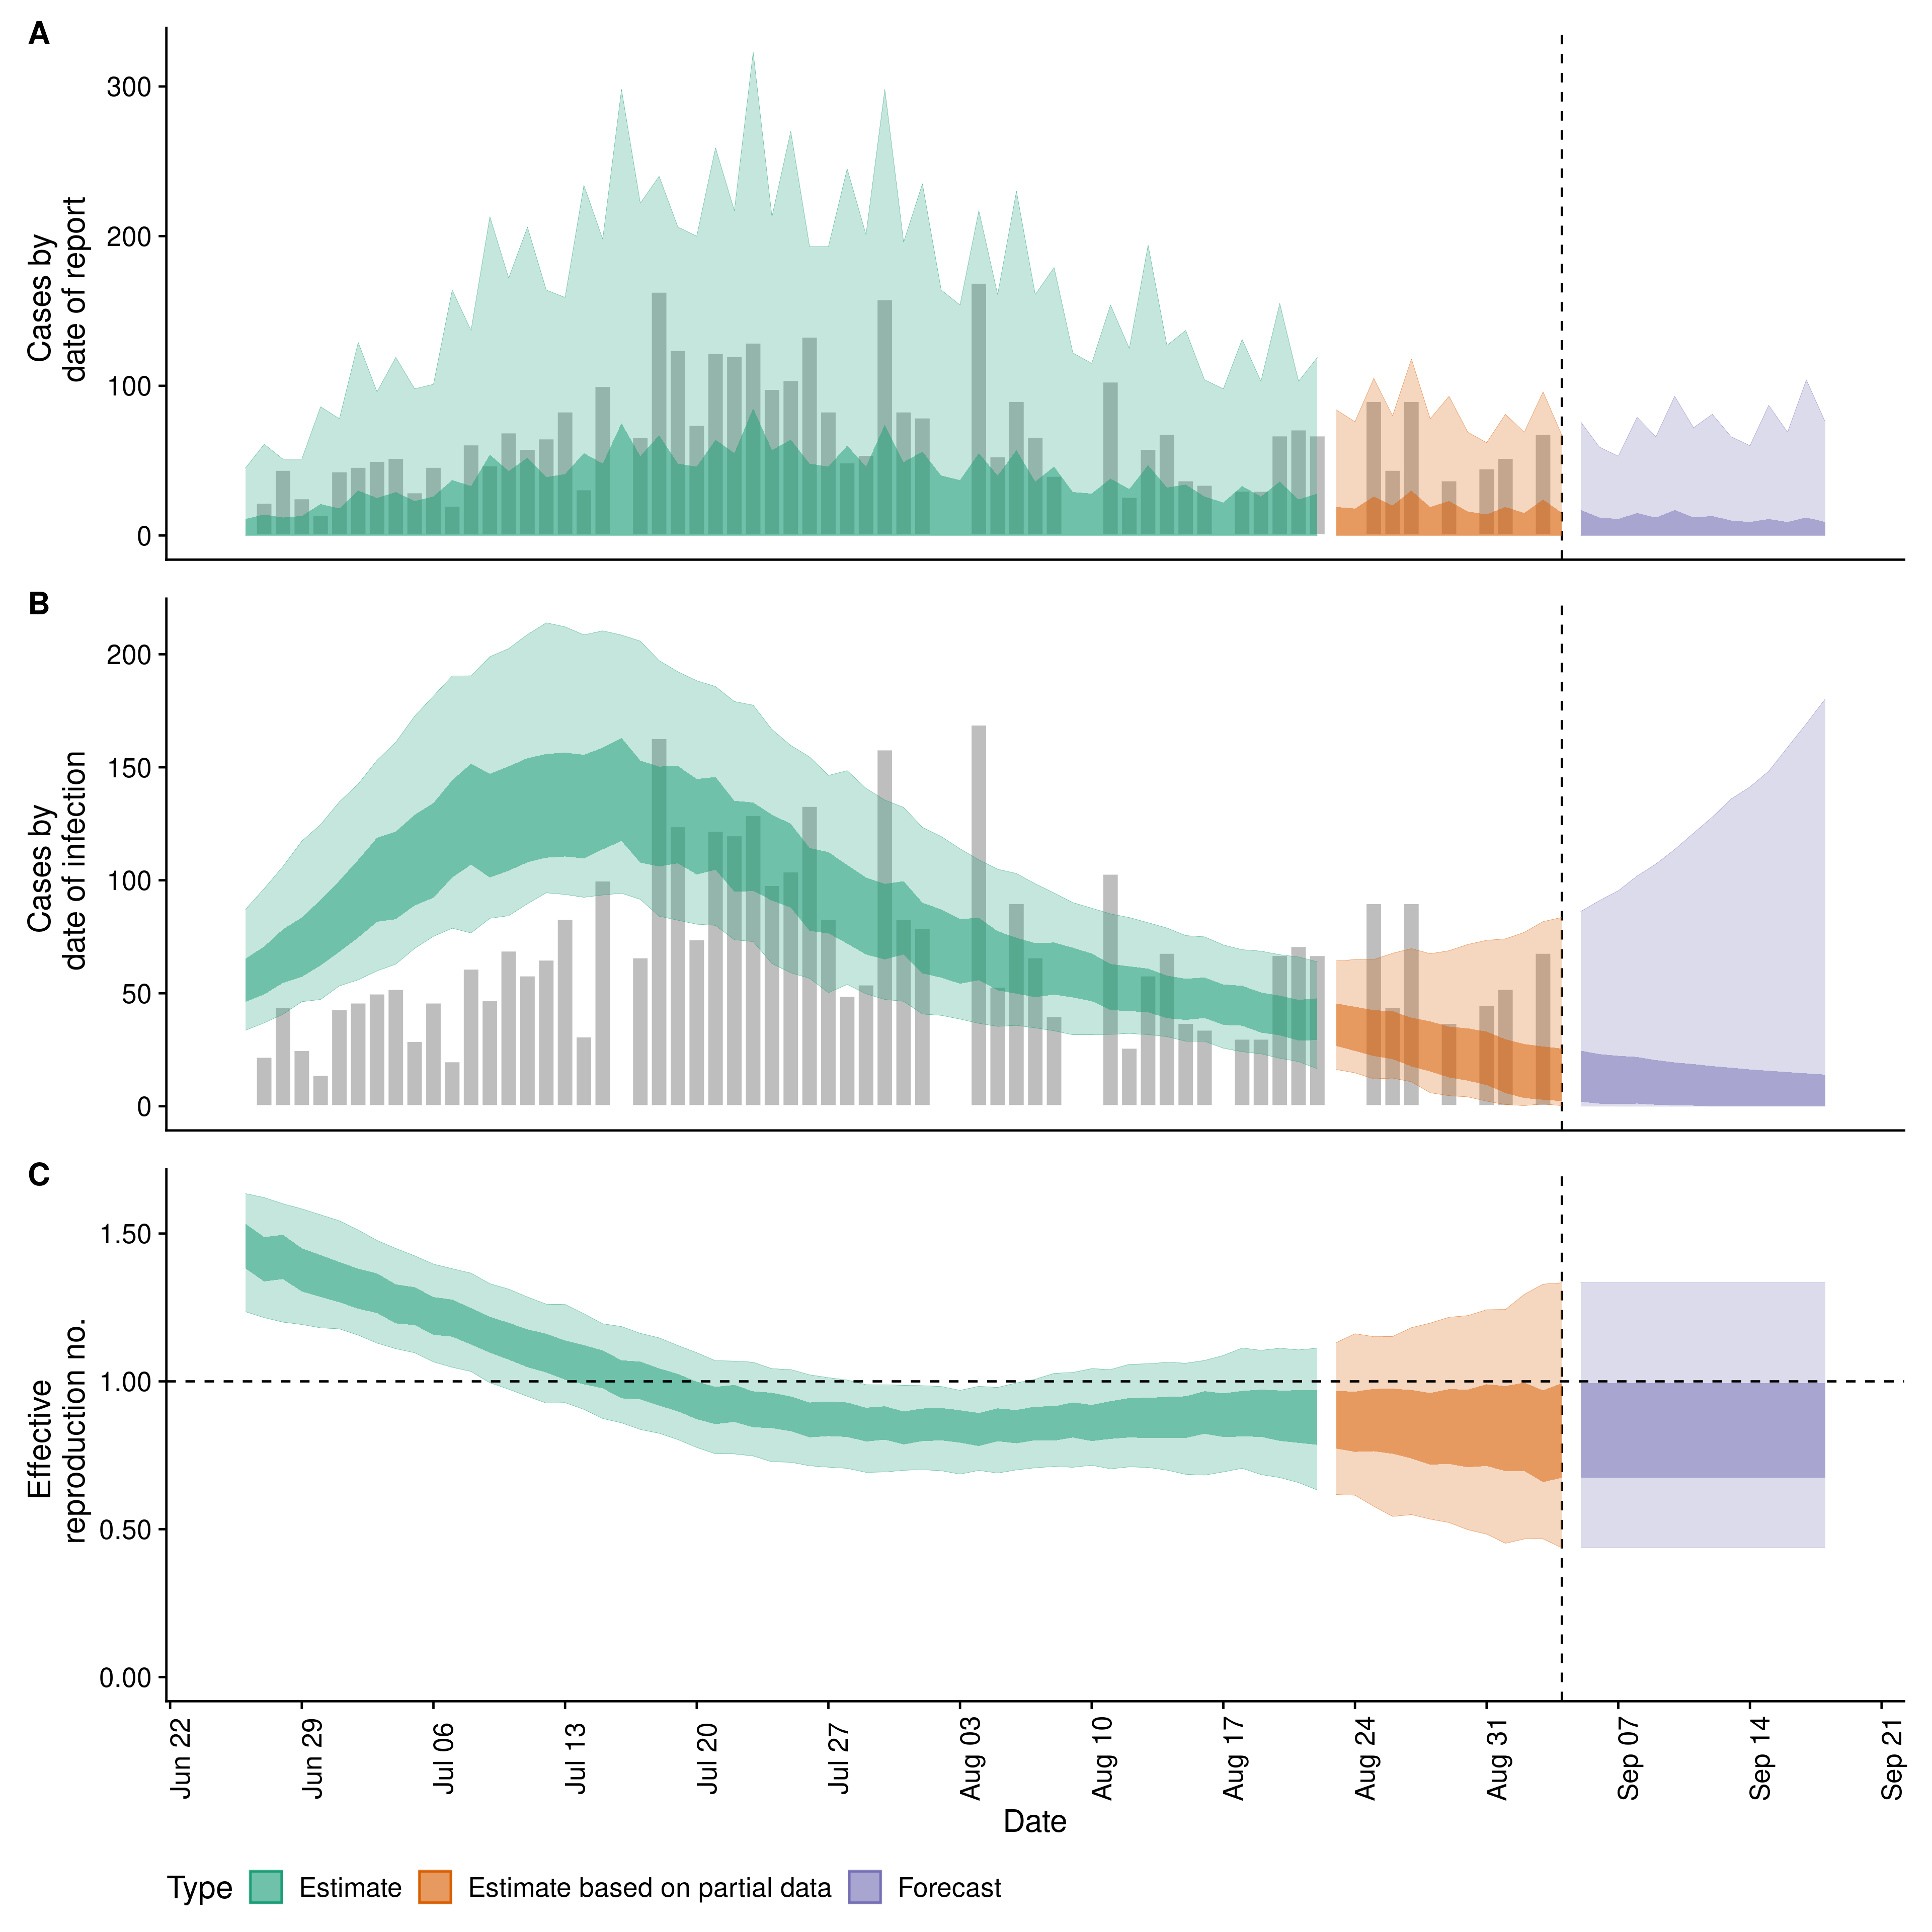 A
Cases by
date of report
300
200
100
0
B
Cases by
date of infection
200
150
100
50
0
C
Effective
reproduction no.
1.50
1.00
0.50
0.00
Jun 22
Jun 29
Jul 06
Jul 13
Jul 20
Jul 27
Aug 03
Aug 10
Aug 17
Aug 24
Aug 31
Sep 07
Sep 14
Sep 21
Date
Type Estimate Estimate based on partial data Forecast